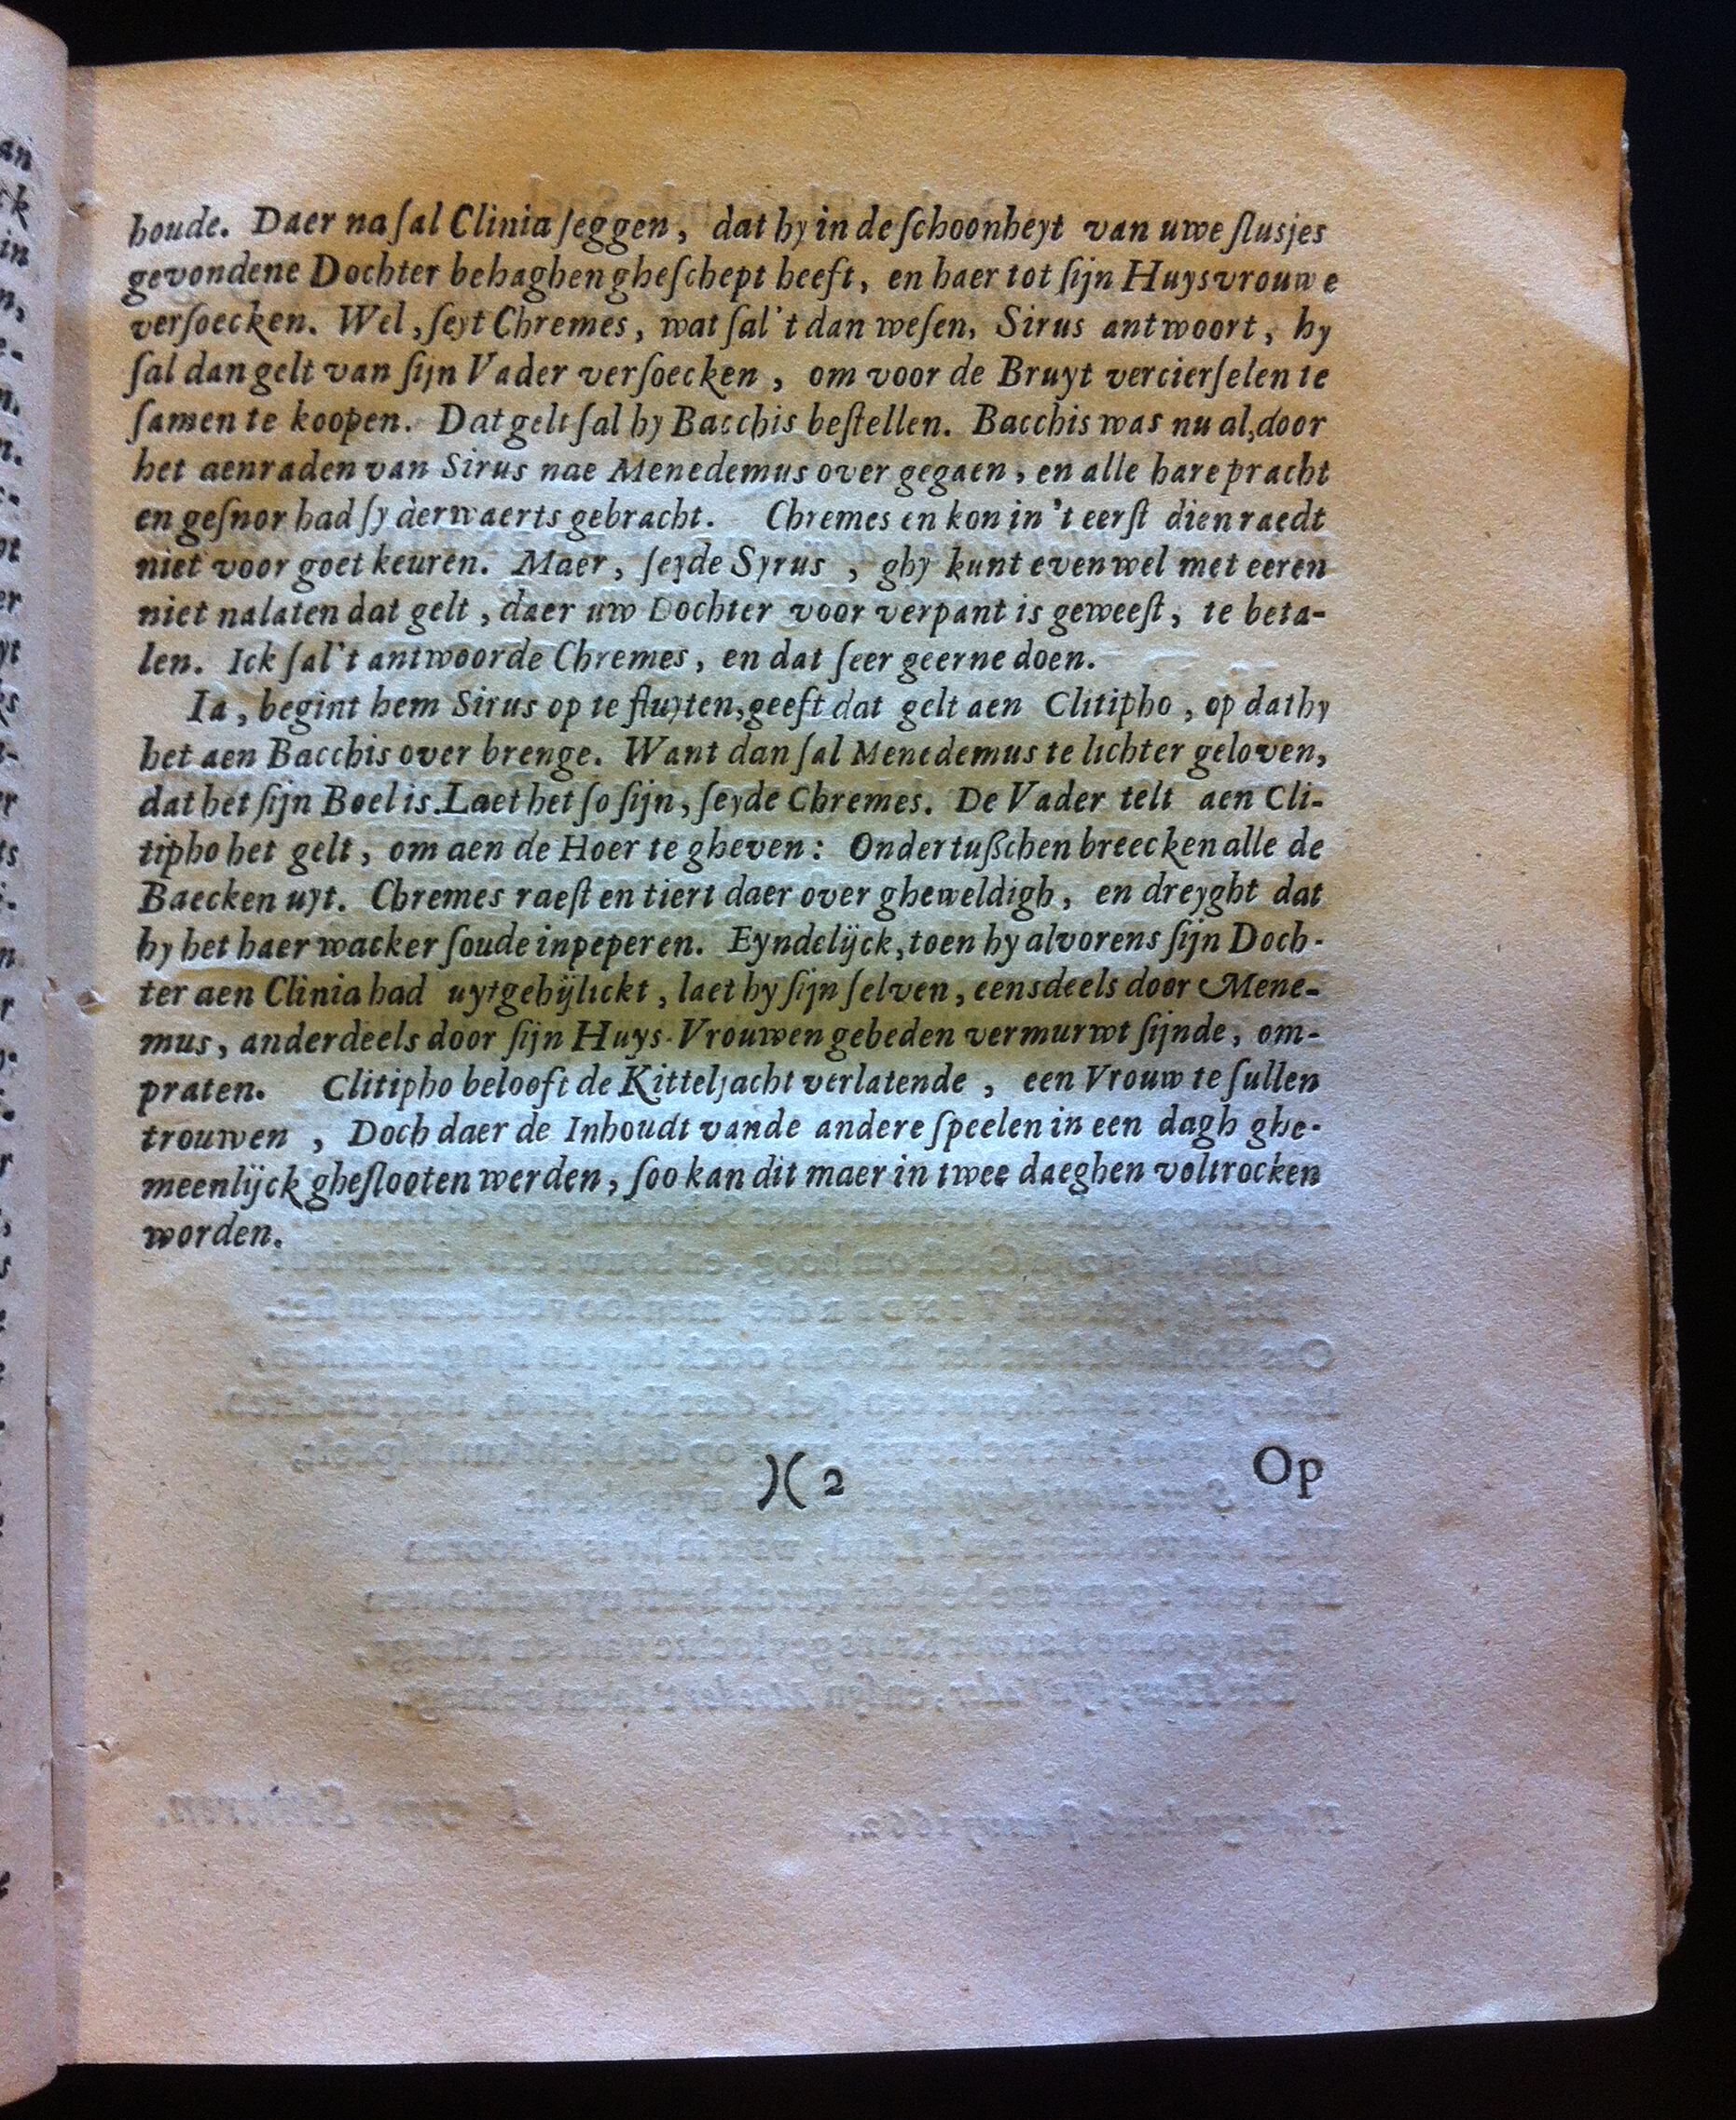 houde. Daer na ſal Clinia ſeggen, dat hy in de ſchoonheyt van uwe ſlusjes
gevondene Dochter behaghen gheſchept heeft, en haer tot ſijn Huysvrouwe
verſoecken. Wel, ſeyt Chremes, wat ſal't dan weſen, Sirus antwoort, hy
ſal dan gelt van ſijn Vader verſoecken, om voor de Bruyt vercierſelen te
ſamen te koopen. Dat gelt ſal hy Bacchis beſtellen. Bacchis was nu al, door
het aenraden van Sirus nae Menedemus over gegaen, en alle hare pracht
en geſnor had ſy derwaerts gebracht. Chremes en kon in 't eerſt dien raedt
niet voor goet keuren. Maer, ſeyde Syrus, ghy kunt evenwel met eeren
niet nalaten dat gelt, daer uw Dochter voor verpant is geweeſt, te beta-
len. Ick ſal't antwoorde Chremes, en dat ſeer geerne doen.
Ia, begint hem Sirus op te fluyten, geeft dat gelt aen Clitipho, op dat hy
het aen Bacchis over brenge. Want dan ſal Menedemus te lichter geloven,
dat het ſijn Boel is. Laet het ſo ſijn, ſeyde Chremes. De Vader telt aen Cli-
tipho het gelt, om aen de Hoer te gheven: Ondertußchen breecken alle de
Baecken uyt. Chremes raeſt en tiert daer over gheweldigh, en dreyght dat
hy het haer wacker ſoude inpeperen. Eyndelijck, toen hy alvorens ſijn Doch-
ter aen Clinia had uytgehijlickt, laet hy ſijn ſelven, eensdeels door Mene-
mus, anderdeels door ſijn Huys-Vrouwen gebeden vermurwt ſijnde, om-
praten. Clitipho belooft de Kitteljacht verlatende, een Vrouw te ſullen
trouwen, Doch daer de Inhoudt vande andere ſpeelen in een dagh ghe-
meenlijck gheſlooten werden, ſoo kan dit maer in twee daeghen voltrocken
worden.
)( 2 Op